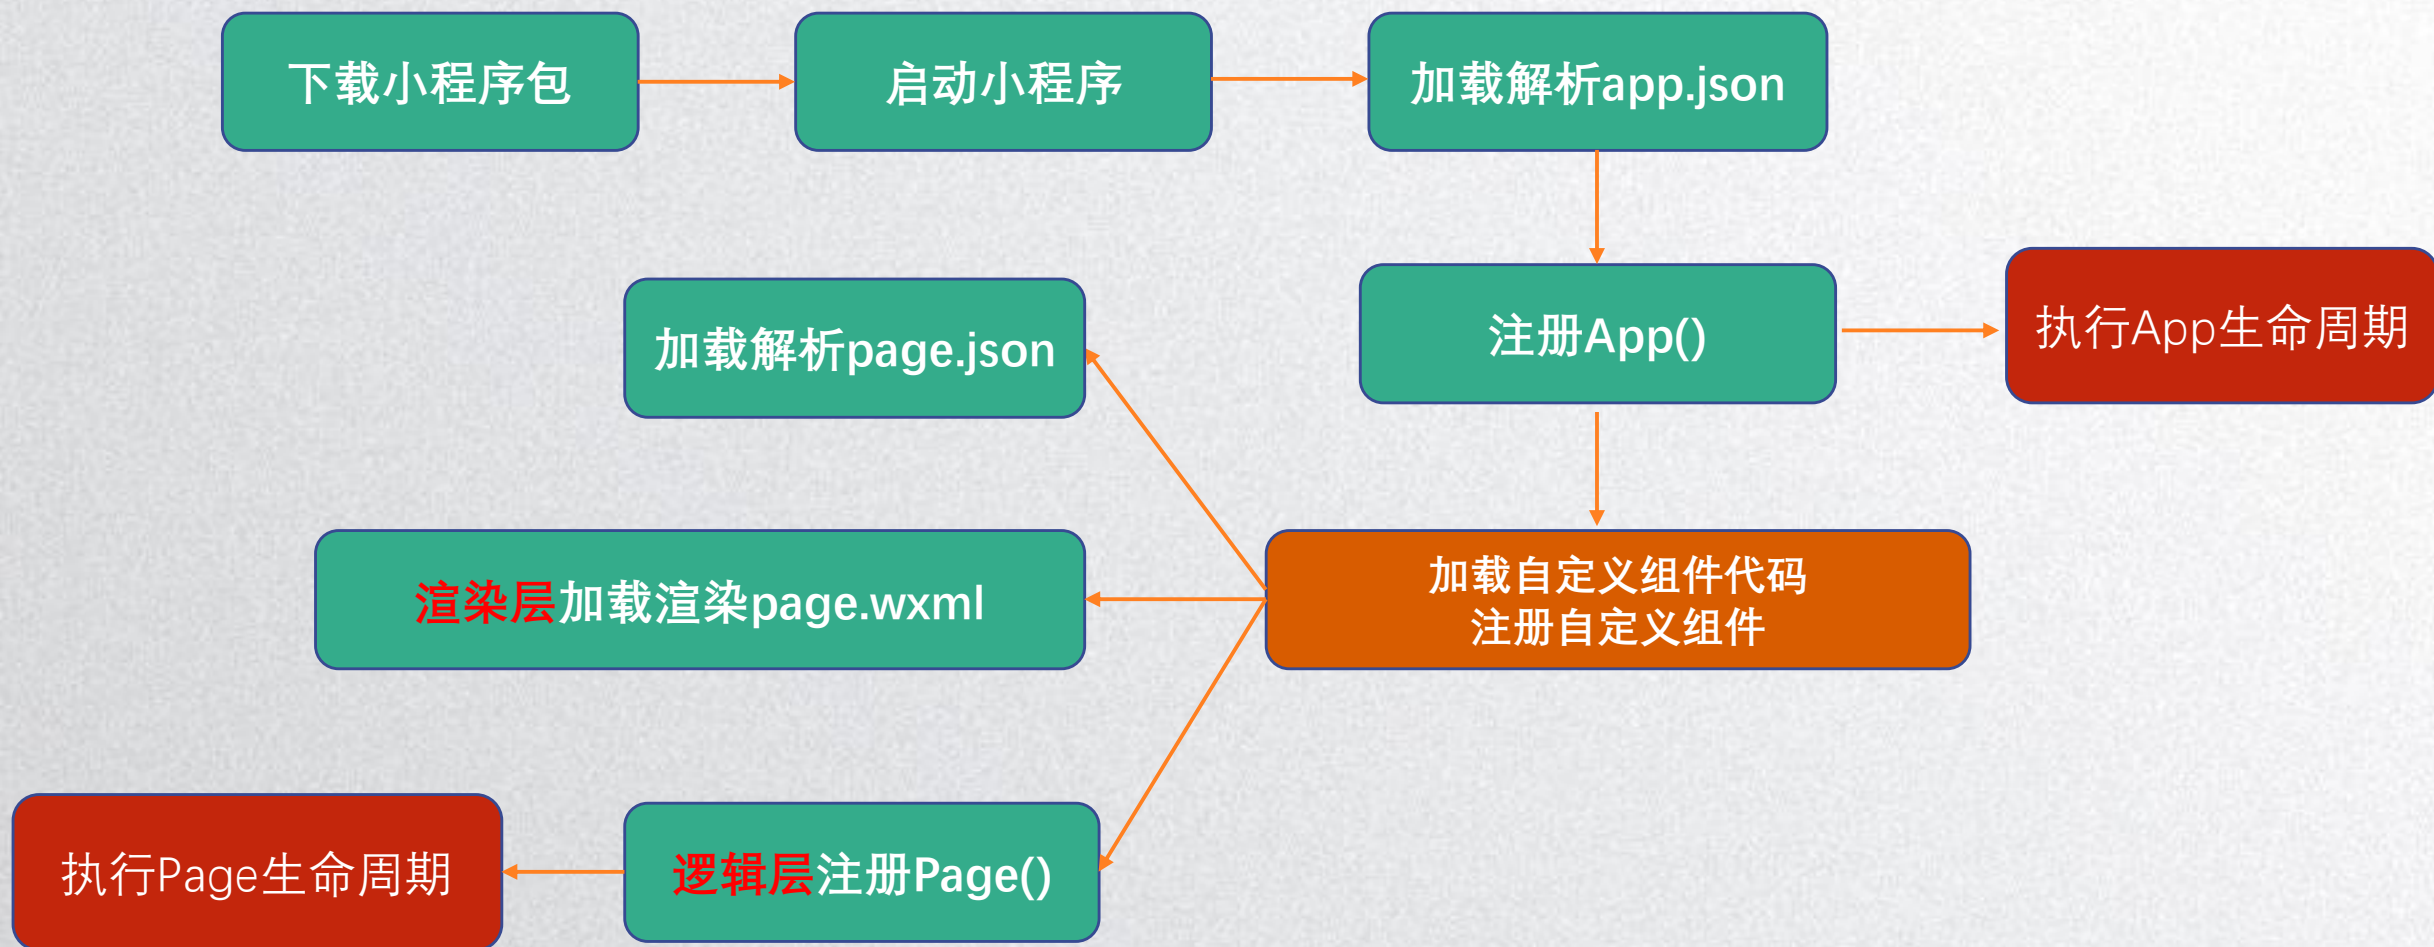 下载小程序包
启动小程序
加载解析app.json
加载解析page.json
注册App()
执行App生命周期
渲染层加载渲染page.wxml
加载自定义组件代码
注册自定义组件
执行Page生命周期
逻辑层注册Page()